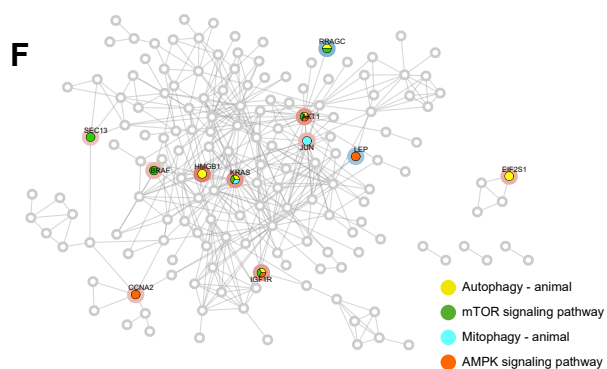 F
RRAGC
AKT1
SEC13
JUN
LEP
BRAF
HMGB1
KRAS
EIF2S1
IGF1R
CCNA2
Autophagy - animal
mTOR signaling pathway
Mitophagy - animal
AMPK signaling pathway